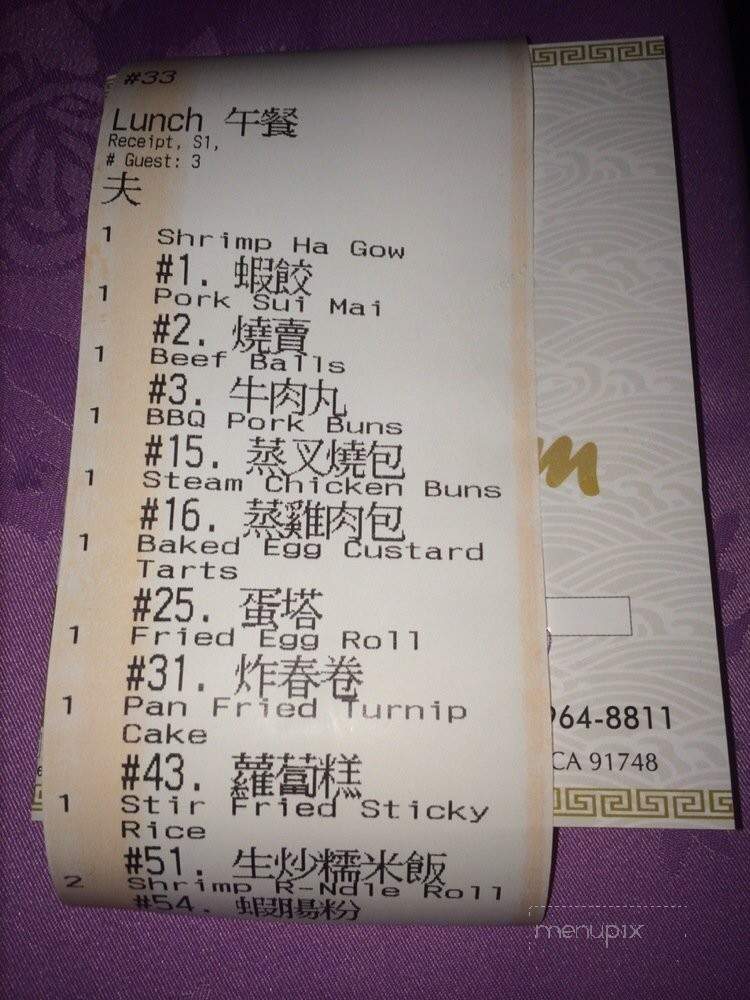 #33
Lunch 午餐
Receipt, S1,
# Guest: 3
夫
1 Shrimp Ha Gow
#1. 蝦餃
1 Pork Sui Mai
#2. 燒賣
1 Beef Balls
#3. 牛肉丸
1 BBQ Pork Buns
#15. 蒸叉燒包
1 Steam Chicken Buns
#16. 蒸雞肉包
1 Baked Egg Custard
Tarts
#25. 蛋塔
1 Fried Egg Roll
#31. 炸春卷
1 Pan Fried Turnip
Cake
#43. 蘿蔔糕
1 Stir Fried Sticky
Rice
#51. 生炒糯米飯
2 Shrimp R-Ndle Roll
#54. 蝦腸粉
m
964-8811
CA 91748
menupix